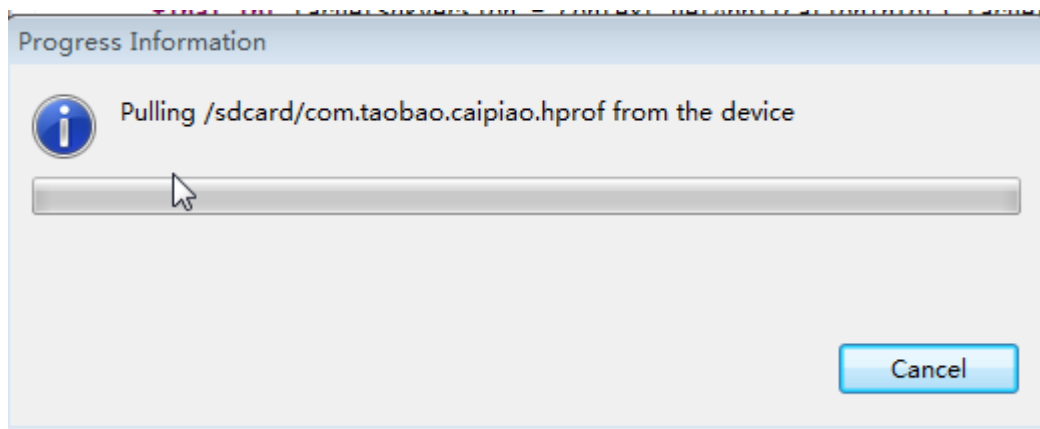 Progress Information
Pulling /sdcard/com.taobao.caipiao.hprof from the device
Cancel